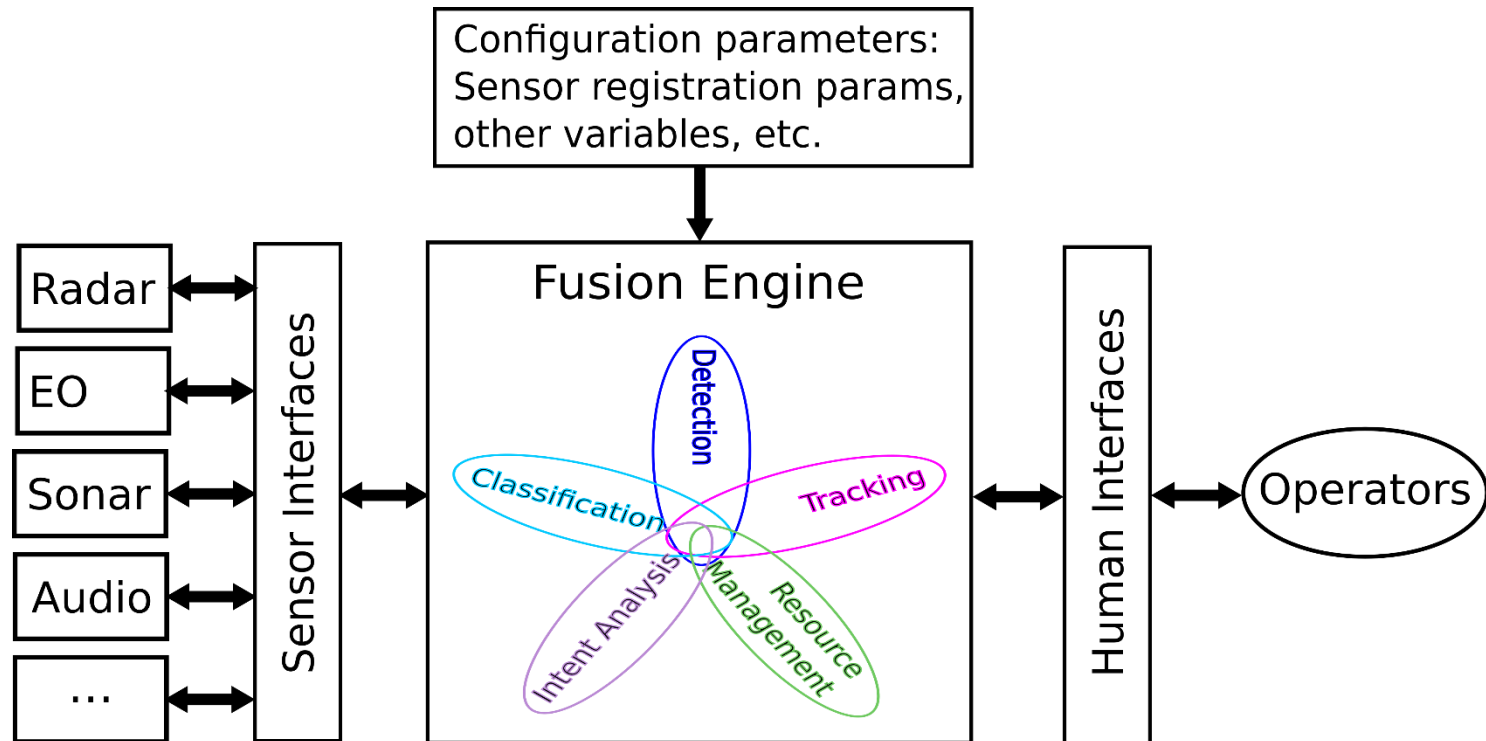 Configuration parameters:
Sensor registration params,
other variables, etc.
Radar
EO
Sonar
Audio
...
Sensor Interfaces
Fusion Engine
Detection
Classification
Tracking
Intent Analysis
Resource
Management
Human Interfaces
Operators